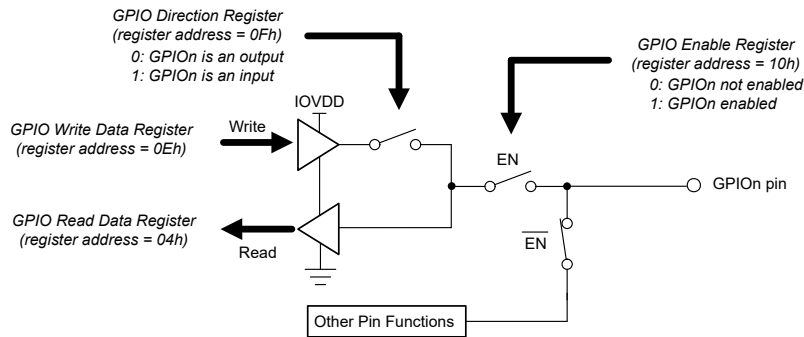 GPIO Direction Register
(register address = 0Fh)
0: GPIOn is an output
1: GPIOn is an input
GPIO Enable Register
(register address = 10h)
0: GPIOn not enabled
1: GPIOn enabled
IOVDD
GPIO Write Data Register
(register address = 0Eh)
Write
EN
GPIOn pin
GPIO Read Data Register
(register address = 04h)
Read
EN
Other Pin Functions